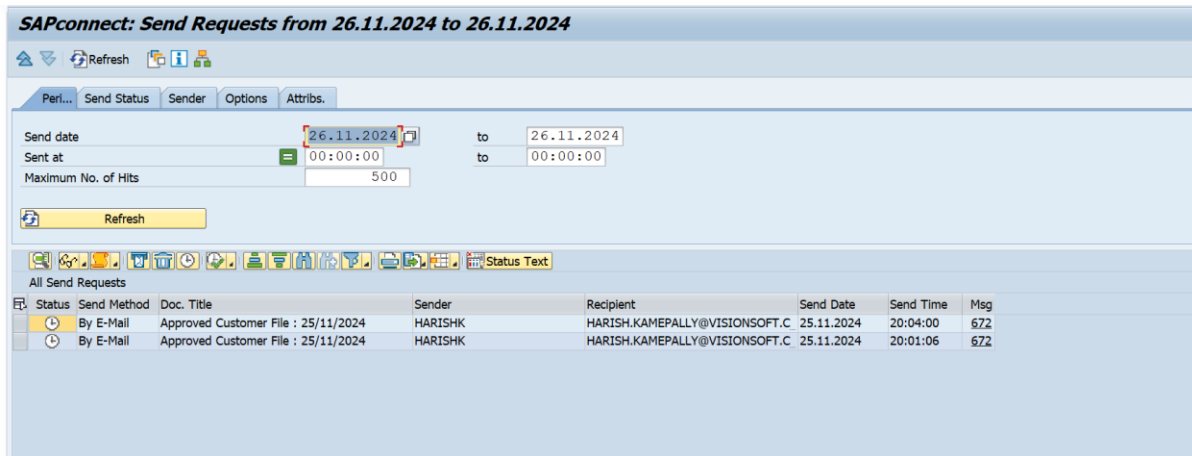 SAPconnect: Send Requests from 26.11.2024 to 26.11.2024
Refresh
Peri... Send Status Sender Options Attribs.
Send date 26.11.2024 to 26.11.2024
Sent at 00:00:00 to 00:00:00
Maximum No. of Hits 500
Refresh
Status Text
All Send Requests
Status Send Method Doc. Title Sender Recipient Send Date Send Time Msg
By E-Mail Approved Customer File : 25/11/2024 HARISHK HARISH.KAMEPALLY@VISIONSOFT.C_ 25.11.2024 20:04:00 672
By E-Mail Approved Customer File : 25/11/2024 HARISHK HARISH.KAMEPALLY@VISIONSOFT.C_ 25.11.2024 20:01:06 672